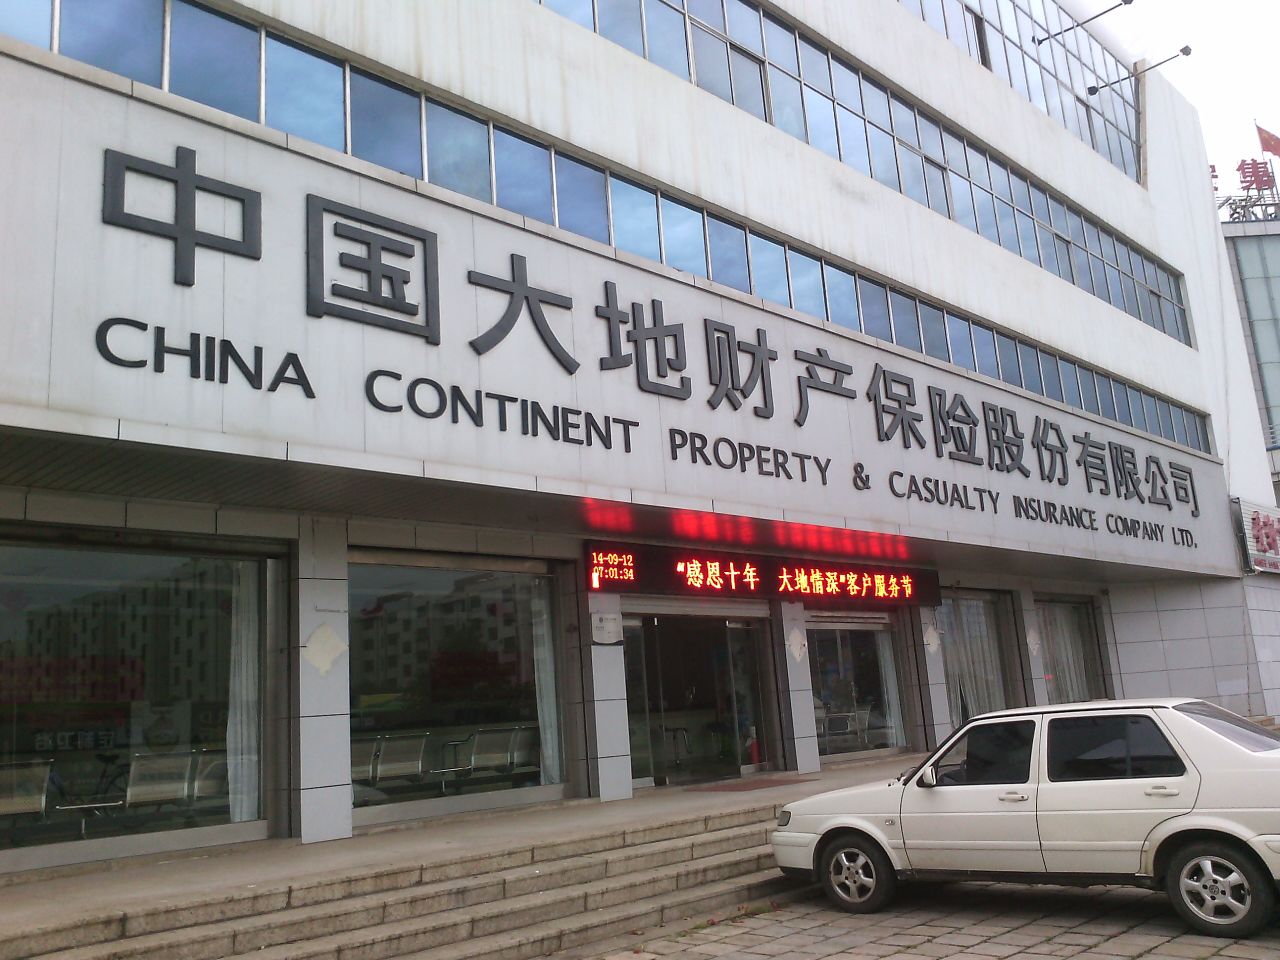 集
中国大地财产保险股份有限公司
CHINA CONTINENT PROPERTY & CASUALTY INSURANCE COMPANY LTD.
14-09-12
07:01:34
“感恩十年 大地情深”客户服务节